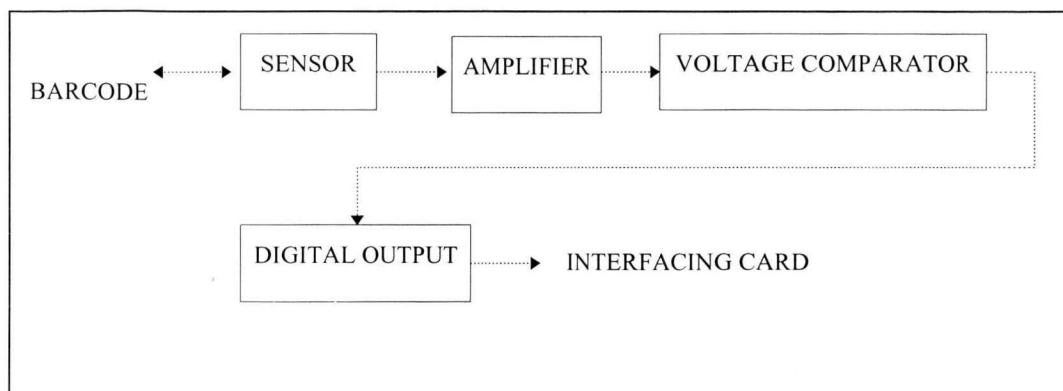 SENSOR
AMPLIFIER
VOLTAGE COMPARATOR
BARCODE
DIGITAL OUTPUT
INTERFACING CARD